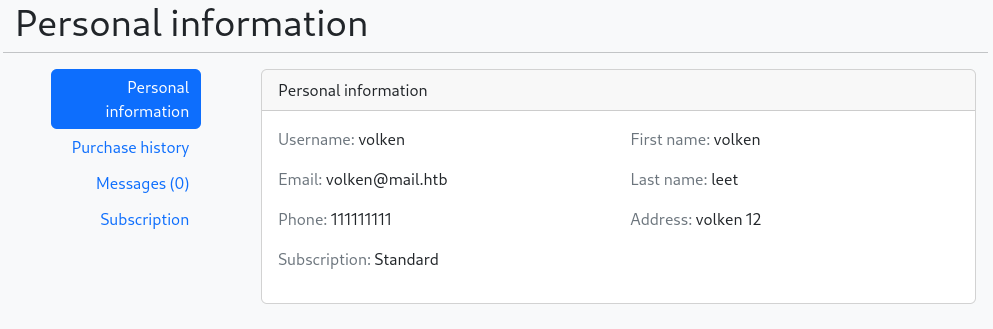 Personal information
Personal
information
Purchase history
Messages (0)
Subscription
Personal information
Username: volken
First name: volken
Email: volken@mail.htb
Last name: leet
Phone: 111111111
Address: volken 12
Subscription: Standard